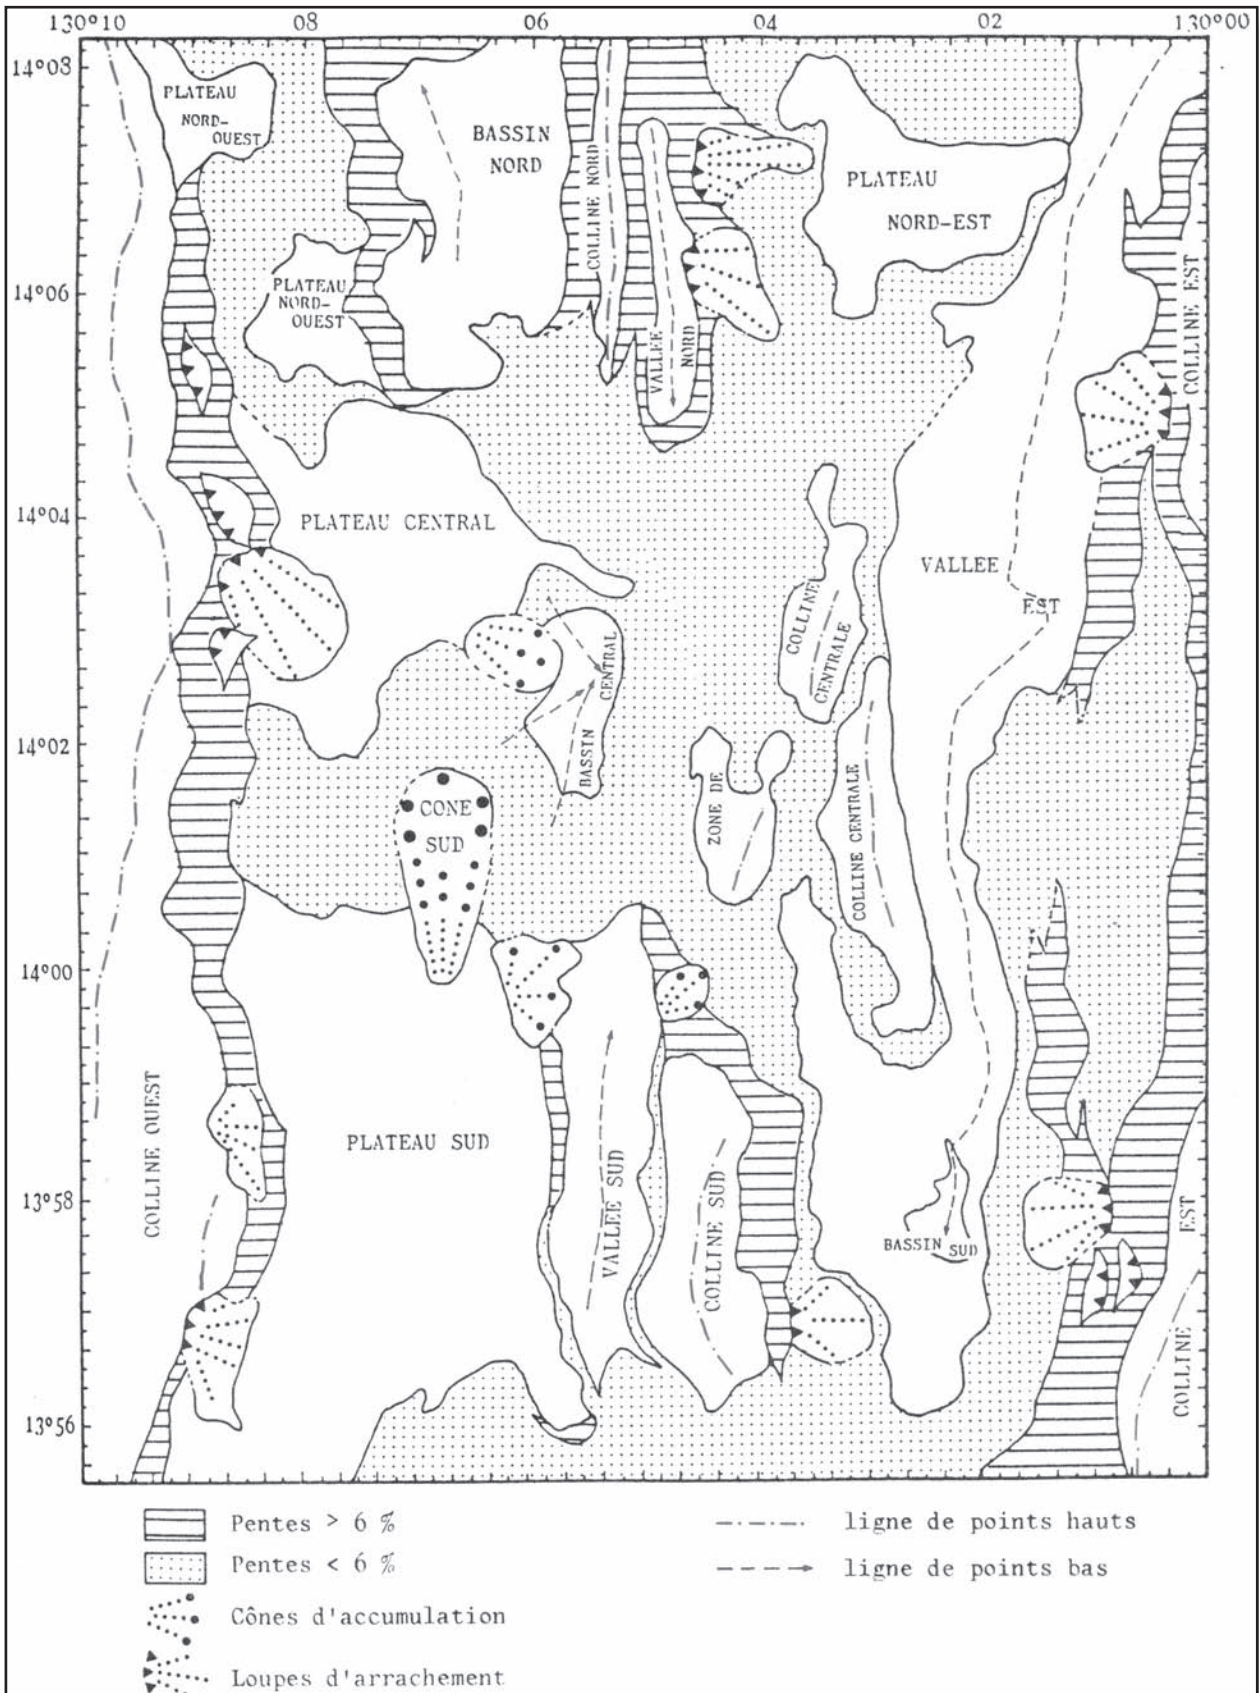 130°10 08 06 04 02 130°00
14°08
14°06
14°04
14°02
14°00
13°58
13°56
PLATEAU
NORD-
OUEST
BASSIN
NORD
COLLINE NORD
VALLEE
NORD
PLATEAU
NORD-EST
COLLINE EST
PLATEAU
NORD-
OUEST
PLATEAU CENTRAL
VALLEE
EST
COLLINE
CENTRALE
BASSIN
CENTRAL
CONE
SUD
ZONE DE
COLLINE CENTRALE
COLLINE OUEST
PLATEAU SUD
VALLEE SUD
COLLINE SUD
BASSIN SUD
COLLINE
EST
Pentes > 6 %
Pentes < 6 %
Cônes d'accumulation
Loupes d'arrachement
ligne de points hauts
ligne de points bas